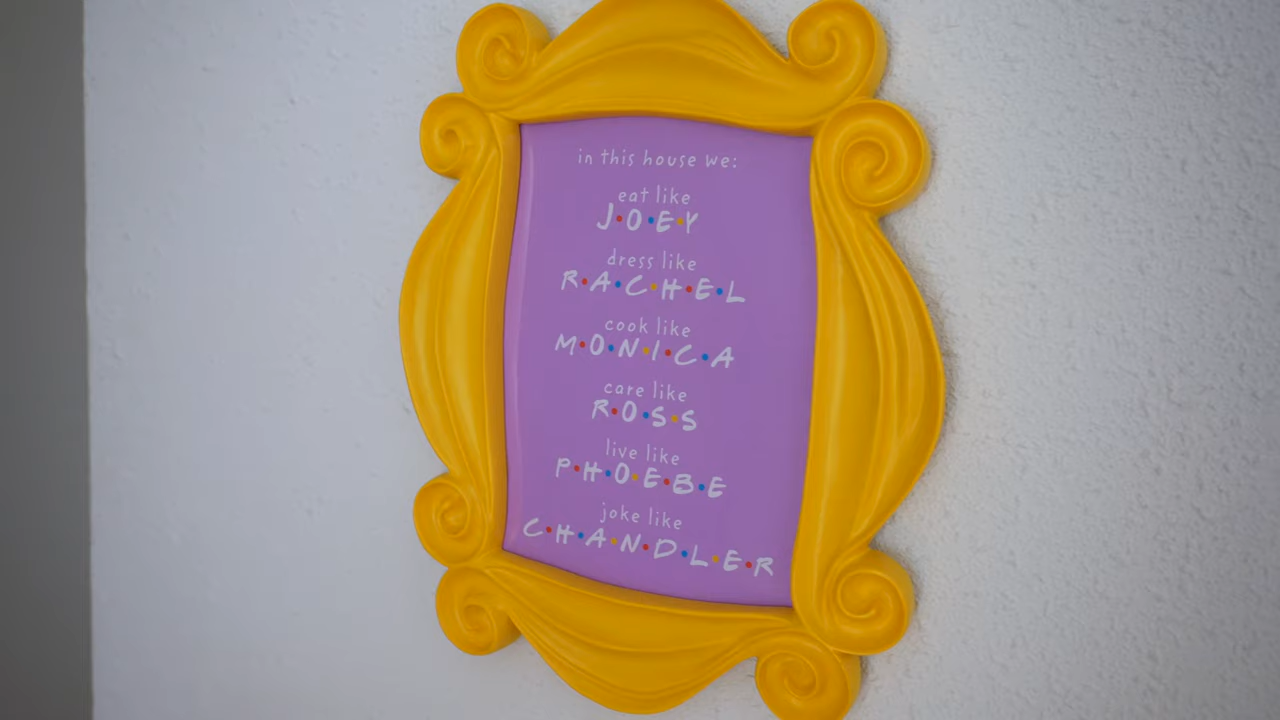 in this house we:
eat like
J•O•E•Y
dress like
R•A•C•H•E•L
cook like
M•O•N•I•C•A
care like
R•O•S•S
live like
P•H•O•E•B•E
joke like
C•H•A•N•D•L•E•R